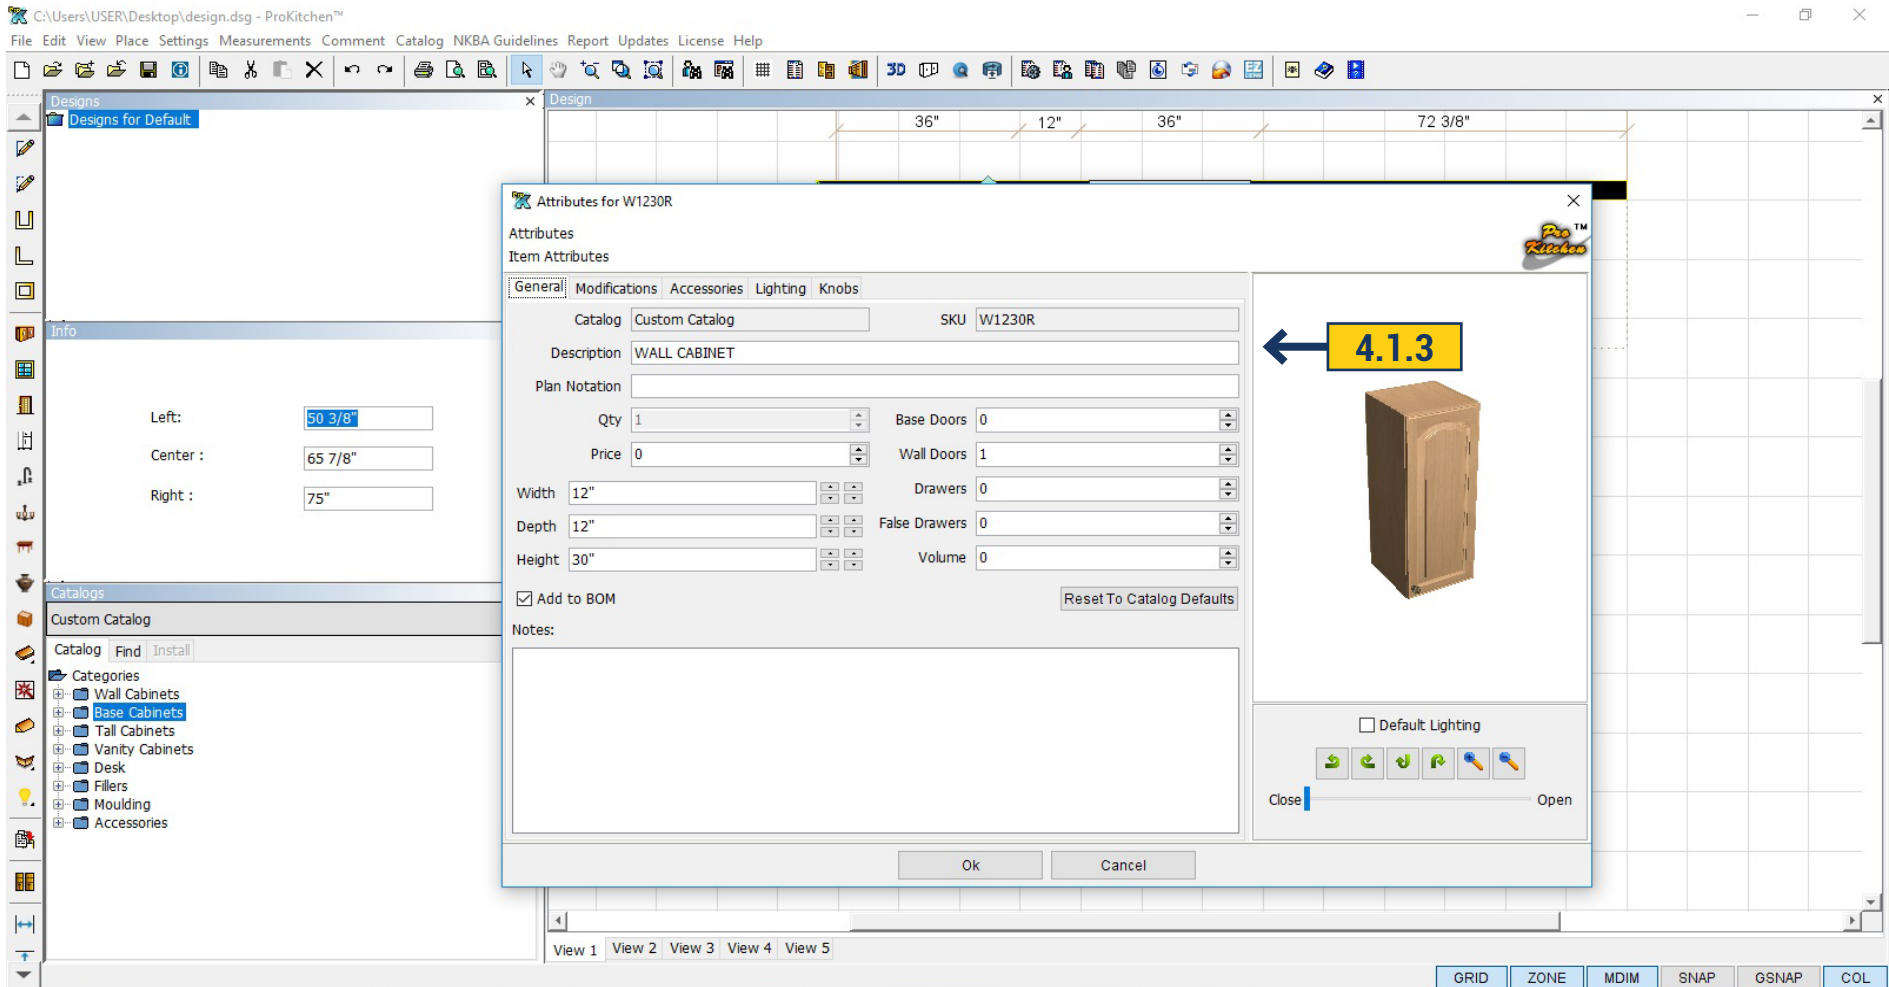 C:\Users\USER\Desktop\design.dsg - ProKitchen™
File Edit View Place Settings Measurements Comment Catalog NKBA Guidelines Report Updates License Help
3D
EZ
Designs
Designs for Default
Design
36" 12" 36" 72 3/8"
Attributes for W1230R
Attributes
Item Attributes
Pro Kitchen ™
General Modifications Accessories Lighting Knobs
Catalog Custom Catalog SKU W1230R
Description WALL CABINET
4.1.3
Plan Notation
Qty 1 Base Doors 0
Price 0 Wall Doors 1
Width 12" Drawers 0
Depth 12" False Drawers 0
Height 30" Volume 0
Add to BOM Reset To Catalog Defaults
Notes:
Default Lighting
Close Open
Ok Cancel
Info
Left: 50 3/8"
Center : 65 7/8"
Right : 75"
Catalogs
Custom Catalog
Catalog Find Install
Categories
Wall Cabinets
Base Cabinets
Tall Cabinets
Vanity Cabinets
Desk
Fillers
Moulding
Accessories
View 1 View 2 View 3 View 4 View 5
GRID ZONE MDIM SNAP GSNAP COL